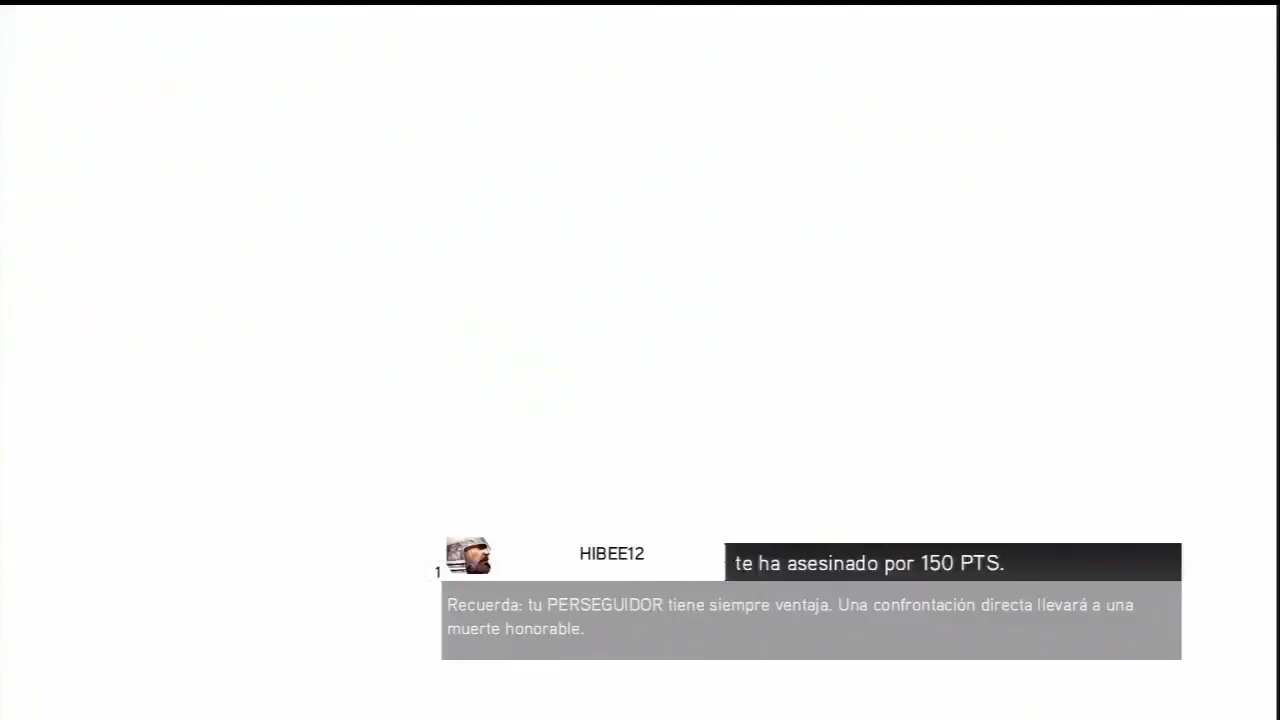 HIBEE12
te ha asesinado por 150 PTS.
1
Recuerda: tu PERSEGUIDOR tiene siempre ventaja. Una confrontación directa llevará a una
muerte honorable.